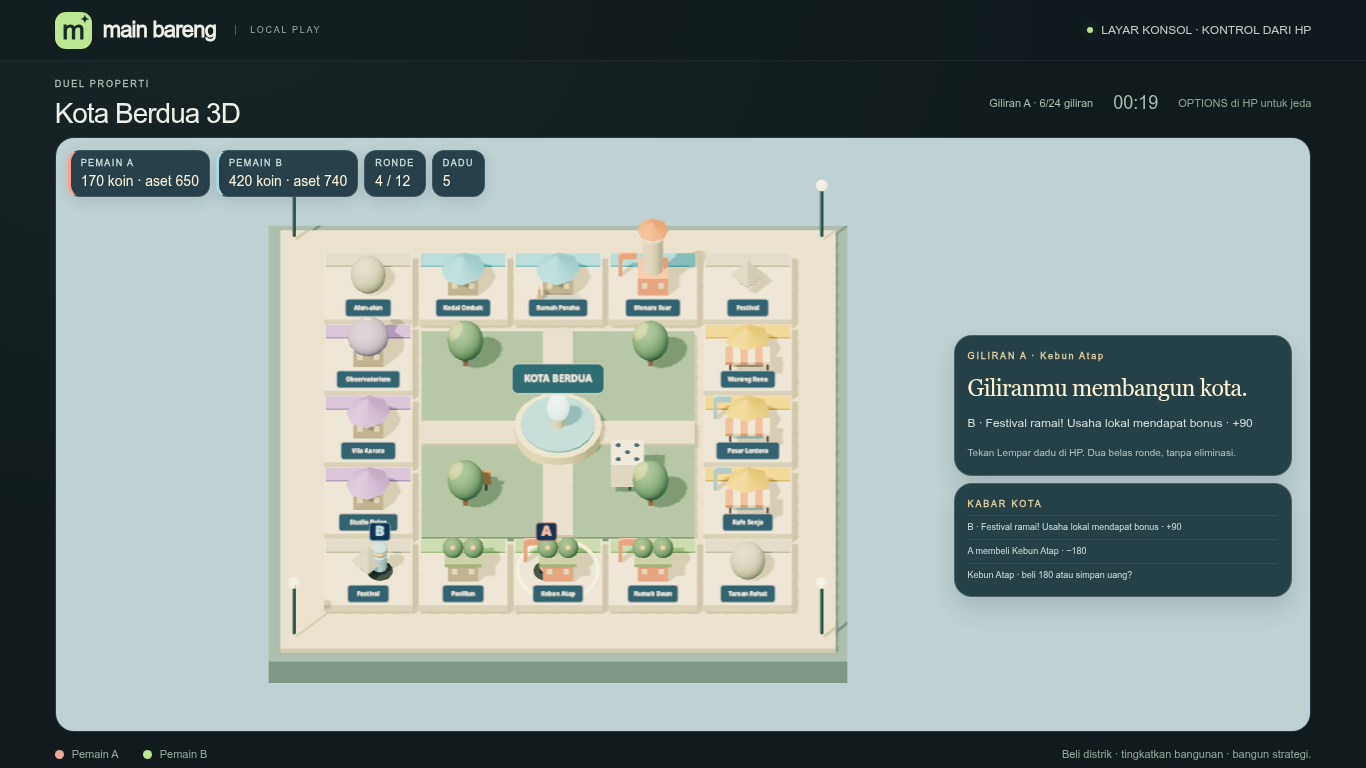 main bareng
LOCAL PLAY
LAYAR KONSOL · KONTROL DARI HP
DUEL PROPERTI
Kota Berdua 3D
Giliran A · 6/24 giliran
00:19
OPTIONS di HP untuk jeda
PEMAIN A
170 koin · aset 650
PEMAIN B
420 koin · aset 740
RONDE
4 / 12
DADU
5
Alun-alun
Kedai Ombak
Rumah Perahu
Menara Suar
Festival
Observatorium
Warung Rona
KOTA BERDUA
Vila Aurora
Pasar Lentera
Studio
Kafe Senja
B
A
Festival
Paviliun
Kebun Atap
Rumah Daun
Taman Rehat
GILIRAN A · Kebun Atap
Giliranmu membangun kota.
B · Festival ramai! Usaha lokal mendapat bonus · +90
Tekan Lempar dadu di HP. Dua belas ronde, tanpa eliminasi.
KABAR KOTA
B · Festival ramai! Usaha lokal mendapat bonus · +90
A membeli Kebun Atap · −180
Kebun Atap · beli 180 atau simpan uang?
Pemain A
Pemain B
Beli distrik · tingkatkan bangunan · bangun strategi.